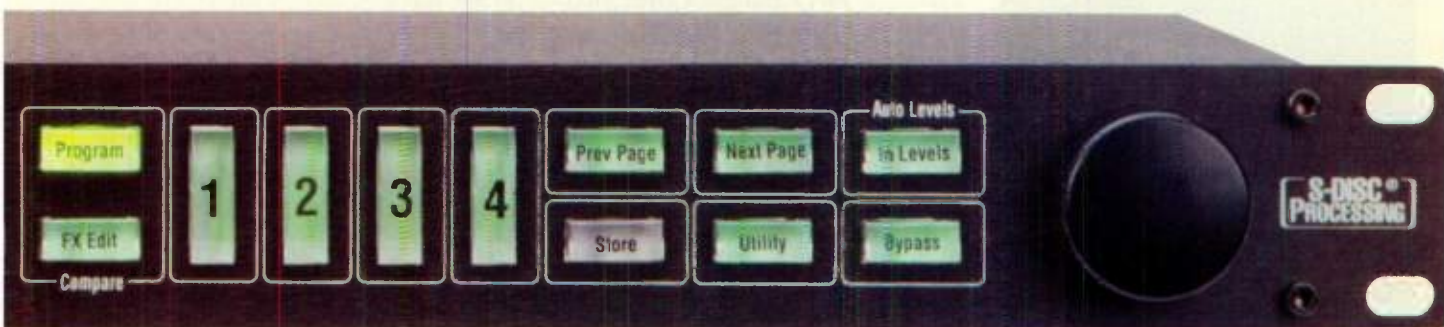 Auto Levels
Program 1 2 3 4 Prev Page Next Page In Levels
FX Edit Store Utility Bypass
Compare
S-DISC®
PROCESSING